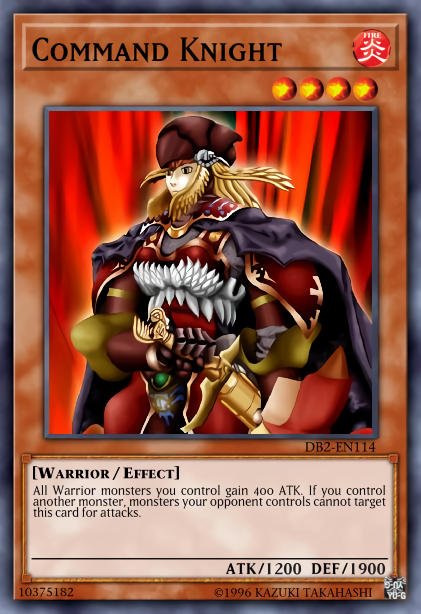 Command Knight
FIRE
炎
DB2-EN114
[Warrior / Effect]
All Warrior monsters you control gain 400 ATK. If you control
another monster, monsters your opponent controls cannot target
this card for attacks.
ATK/1200 DEF/1900
10375182
©1996 KAZUKI TAKAHASHI